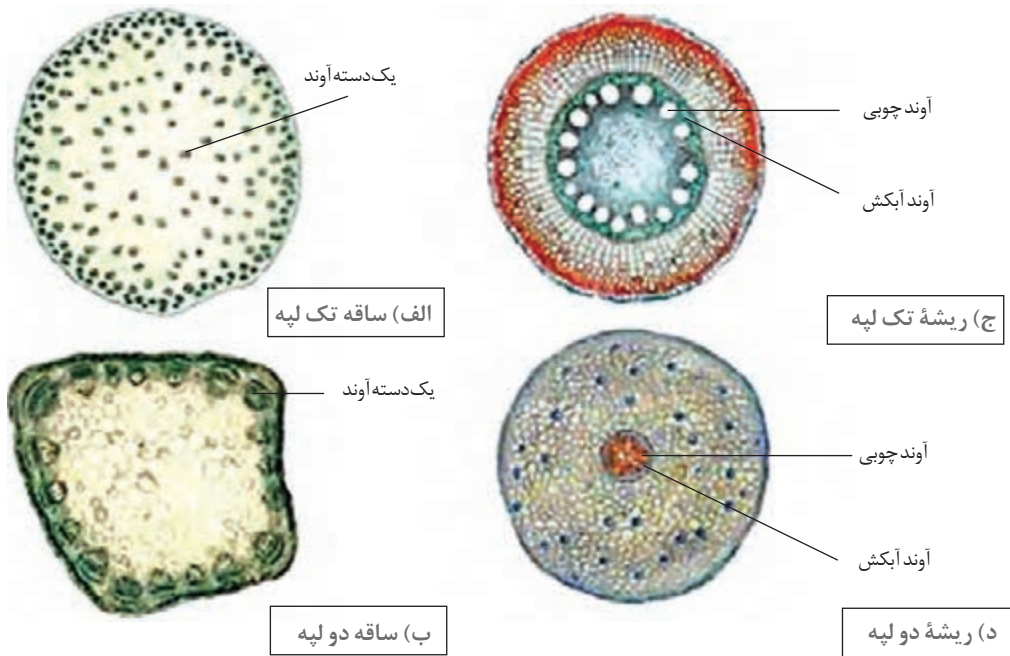 یک دسته آوند
آوند چوبی
آوند آبکش
الف) ساقه تک لپه
ج) ریشهٔ تک لپه
یک دسته آوند
آوند چوبی
آوند آبکش
ب) ساقه دو لپه
د) ریشهٔ دو لپه